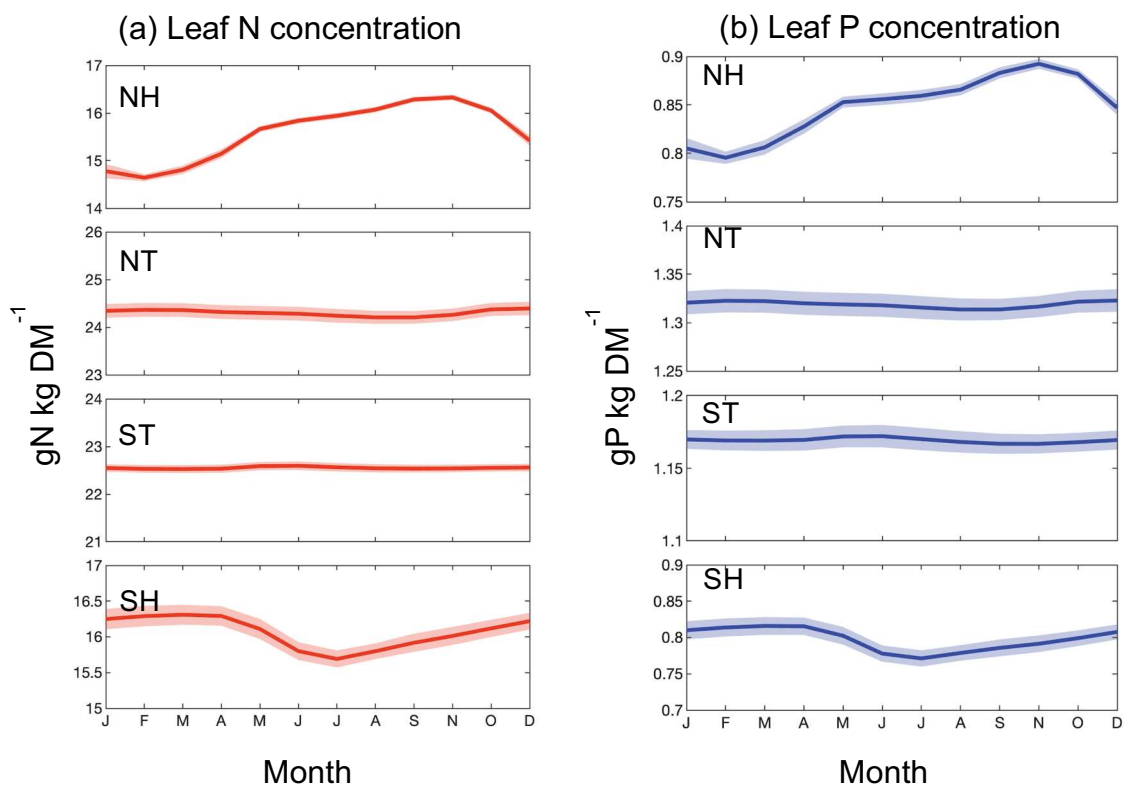 (a) Leaf N concentration
gN kg DM⁻¹
NH
17
16
15
14
NT
26
25
24
23
ST
24
23
22
21
SH
17
16.5
16
15.5
15
J F M A M J J A S N O D
Month
(b) Leaf P concentration
gP kg DM⁻¹
NH
0.9
0.85
0.8
0.75
NT
1.4
1.35
1.3
1.25
ST
1.2
1.15
1.1
SH
0.9
0.85
0.8
0.75
0.7
J F M A M J J A S N O D
Month